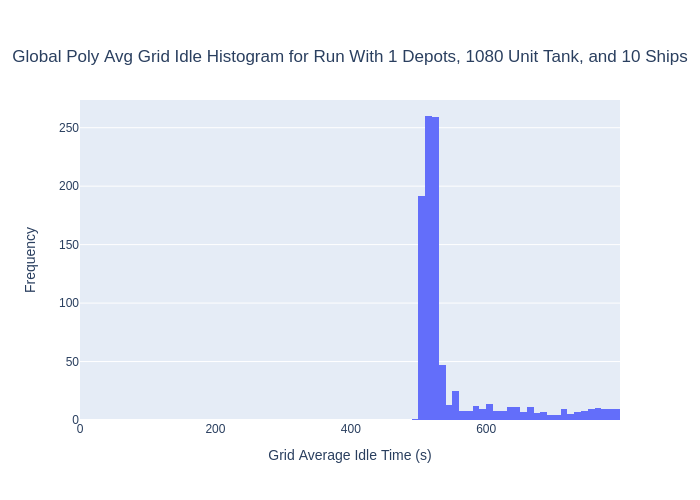 Global Poly Avg Grid Idle Histogram for Run With 1 Depots, 1080 Unit Tank, and 10 Ships
250
200
150
100
50
0
0 200 400 600
Frequency
Grid Average Idle Time (s)